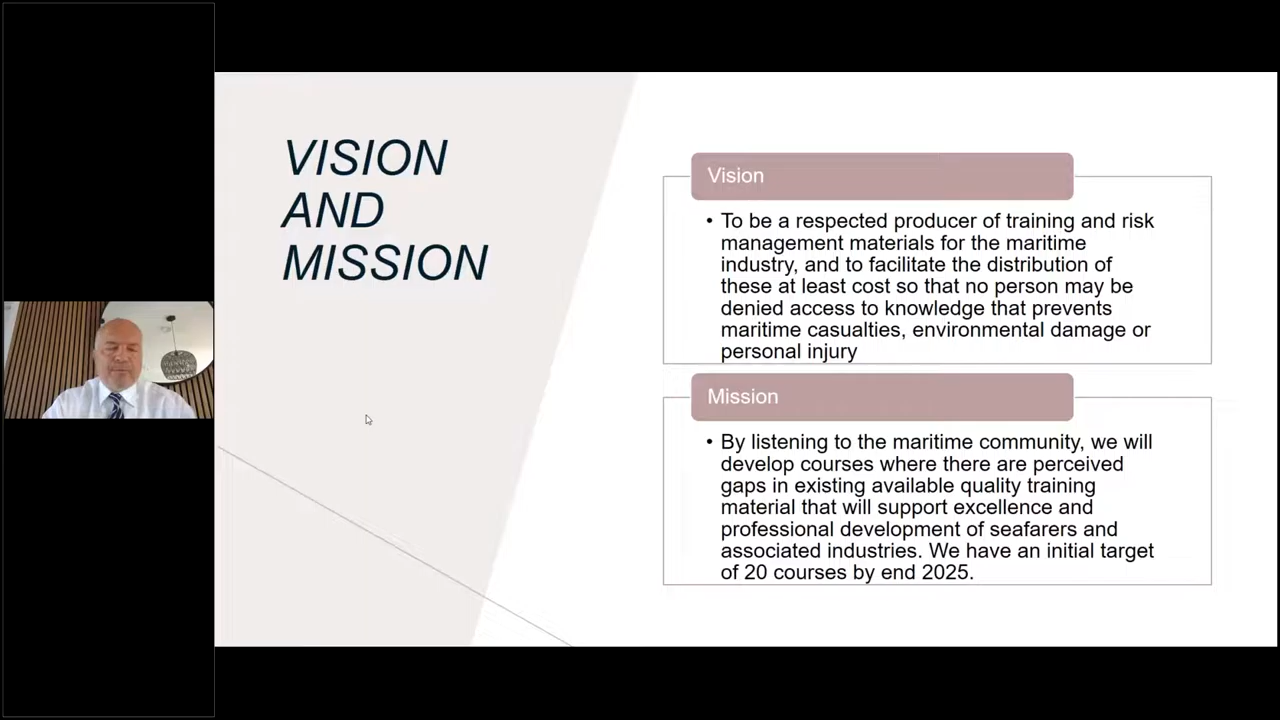 VISION
AND
MISSION
Vision
• To be a respected producer of training and risk
management materials for the maritime
industry, and to facilitate the distribution of
these at least cost so that no person may be
denied access to knowledge that prevents
maritime casualties, environmental damage or
personal injury
Mission
• By listening to the maritime community, we will
develop courses where there are perceived
gaps in existing available quality training
material that will support excellence and
professional development of seafarers and
associated industries. We have an initial target
of 20 courses by end 2025.